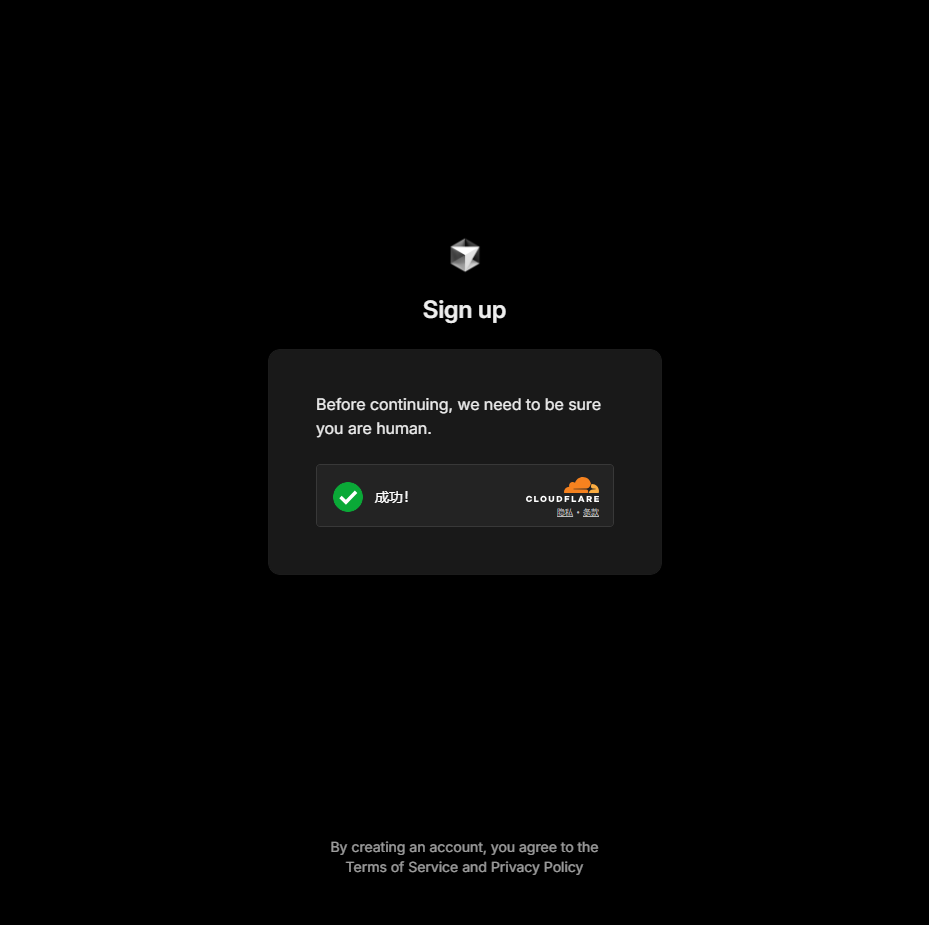 Sign up
Before continuing, we need to be sure
you are human.
成功!
CLOUDFLARE
隐私 • 条款
By creating an account, you agree to the
Terms of Service and Privacy Policy